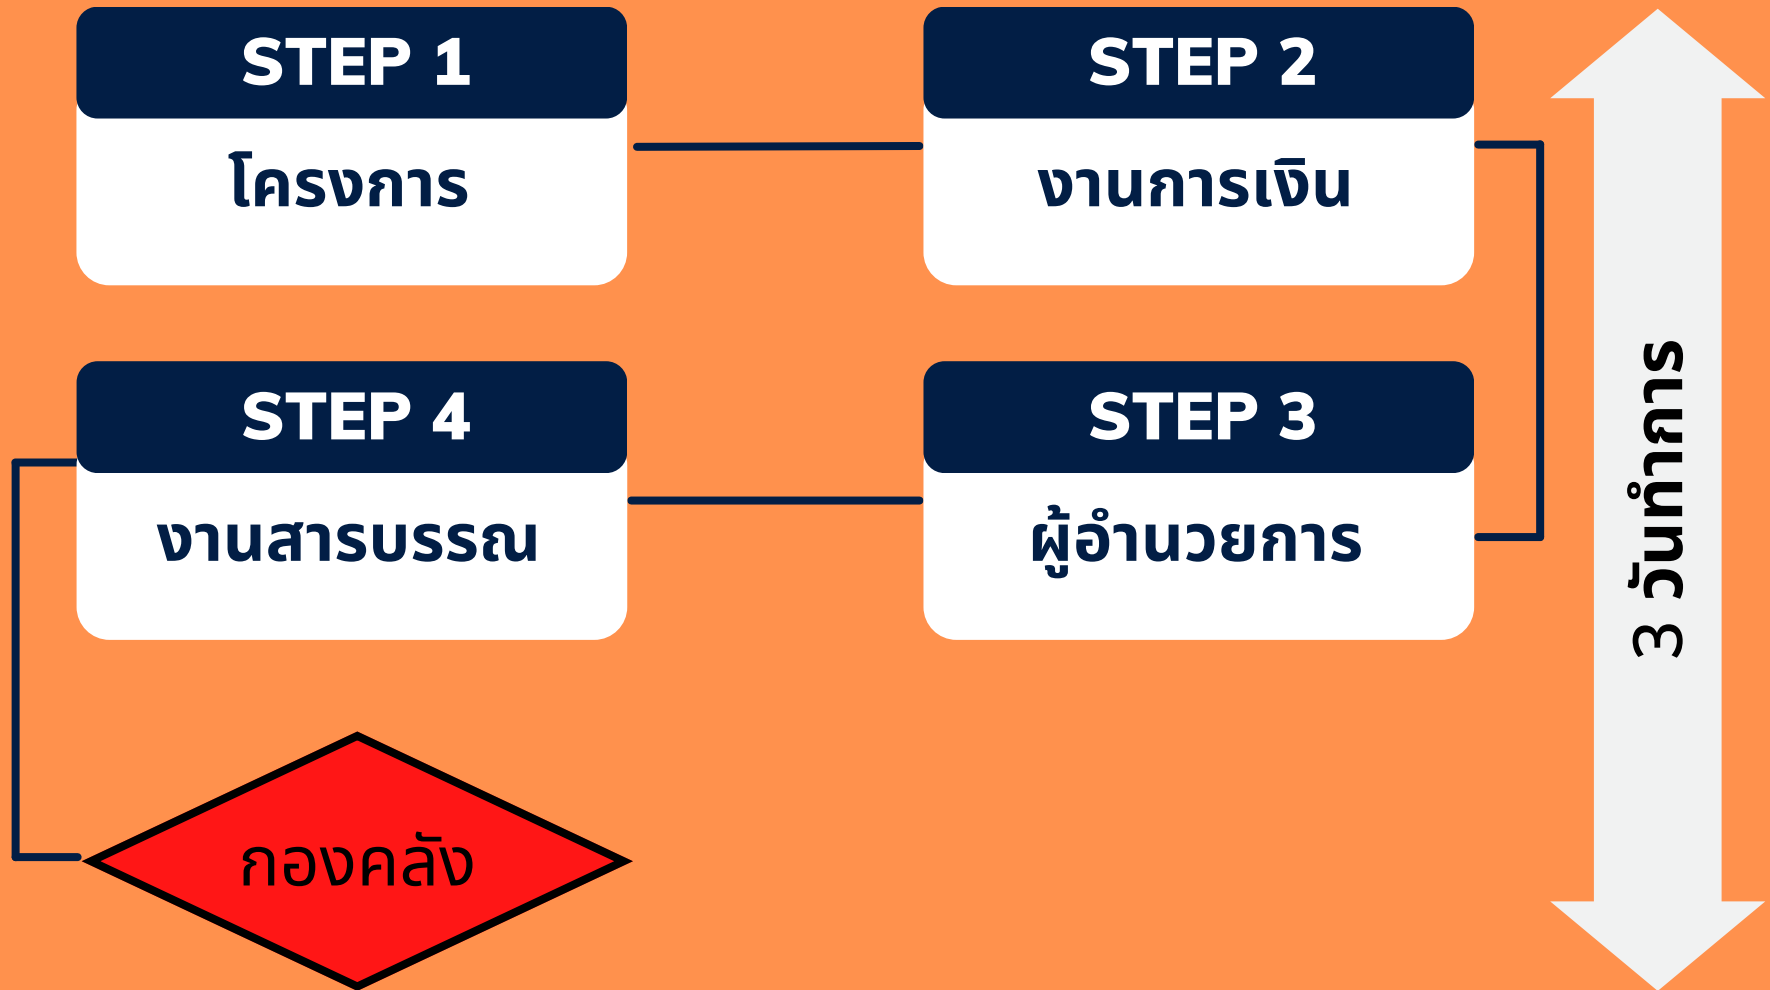 STEP 1
โครงการ
STEP 2
งานการเงิน
STEP 3
ผู้อำนวยการ
STEP 4
งานสารบรรณ
กองคลัง
3 วันทำการ